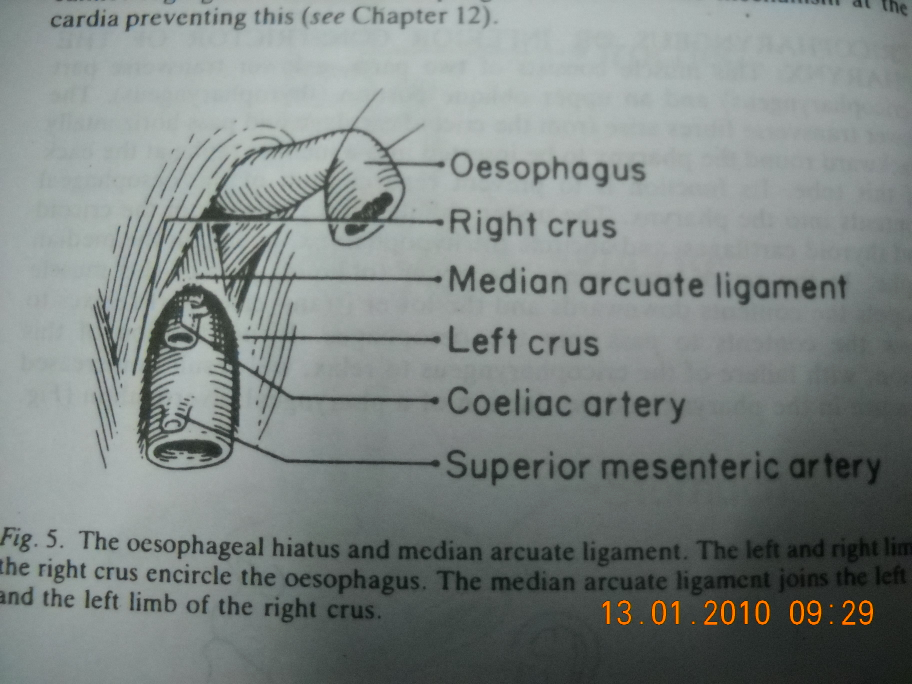 at the
cardia preventing this (see Chapter 12).
Oesophagus
Right crus
Median arcuate ligament
Left crus
Coeliac artery
Superior mesenteric artery
Fig. 5. The oesophageal hiatus and median arcuate ligament. The left and right
the right crus encircle the oesophagus. The median arcuate ligament joins the left
and the left limb of the right crus.
13.01.2010 09:29